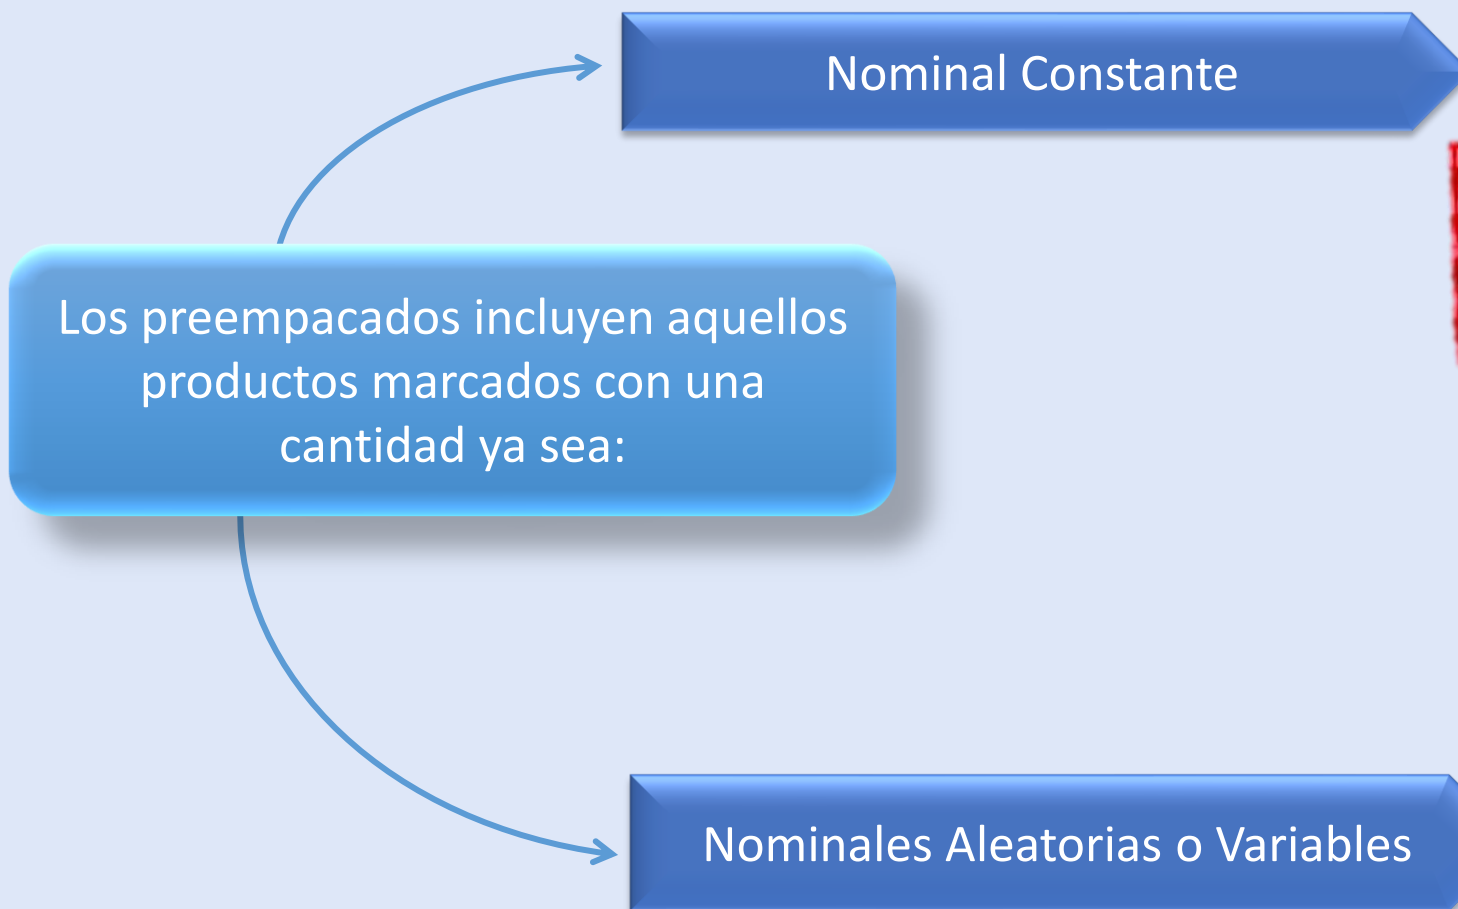 Nominal Constante
Los preempacados incluyen aquellos
productos marcados con una
cantidad ya sea:
Nominales Aleatorias o Variables